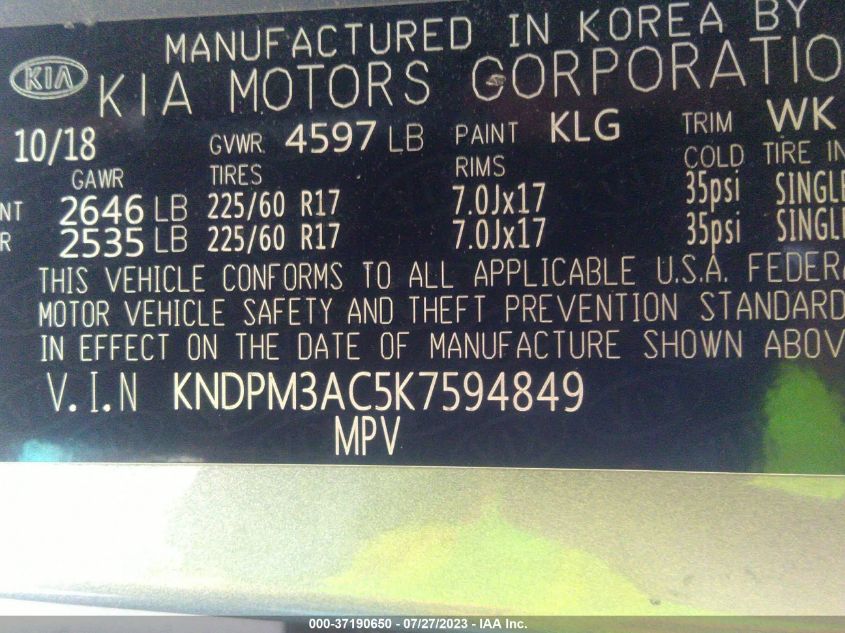 MANUFACTURED IN KOREA BY
KIA KIA MOTORS CORPORATIO
10/18 GVWR 4597 LB PAINT KLG TRIM WK
GAWR TIRES RIMS COLD TIRE IN
NT 2646 LB 225/60 R17 7.0Jx17 35psi SINGLE
R 2535 LB 225/60 R17 7.0Jx17 35psi SINGLE
THIS VEHICLE CONFORMS TO ALL APPLICABLE U.S.A. FEDERA
MOTOR VEHICLE SAFETY AND THEFT PREVENTION STANDARD
IN EFFECT ON THE DATE OF MANUFACTURE SHOWN ABOV
V.I.N KNDPM3AC5K7594849
MPV
000-37190650 - 07/27/2023 - IAA Inc.